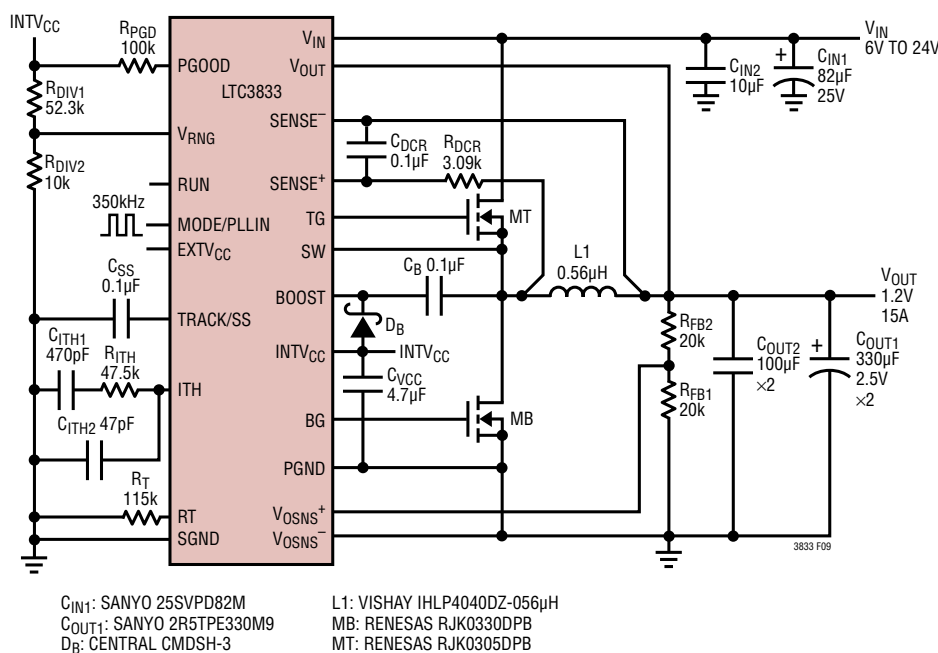 INTVCC
RPGD
100k
PGOOD
RDIV1
52.3k
VRNG
RDIV2
10k
RUN
350kHz
MODE/PLLIN
EXTVCC
CSS
0.1µF
TRACK/SS
CITH1
470pF
RITH
47.5k
ITH
CITH2 47pF
RT
115k
RT
SGND
LTC3833
VIN
VOUT
SENSE–
SENSE+
TG
SW
BOOST
INTVCC
BG
PGND
VOSNS+
VOSNS–
CDCR
0.1µF
RDCR
3.09k
MT
CB 0.1µF
DB
INTVCC
CVCC
4.7µF
MB
L1
0.56µH
VIN
6V TO 24V
CIN2
10µF
+
CIN1
82µF
25V
VOUT
1.2V
15A
RFB2
20k
RFB1
20k
COUT2
100µF
×2
+
COUT1
330µF
2.5V
×2
3833 F09
CIN1: SANYO 25SVPD82M
COUT1: SANYO 2R5TPE330M9
DB: CENTRAL CMDSH-3
L1: VISHAY IHLP4040DZ-056µH
MB: RENESAS RJK0330DPB
MT: RENESAS RJK0305DPB